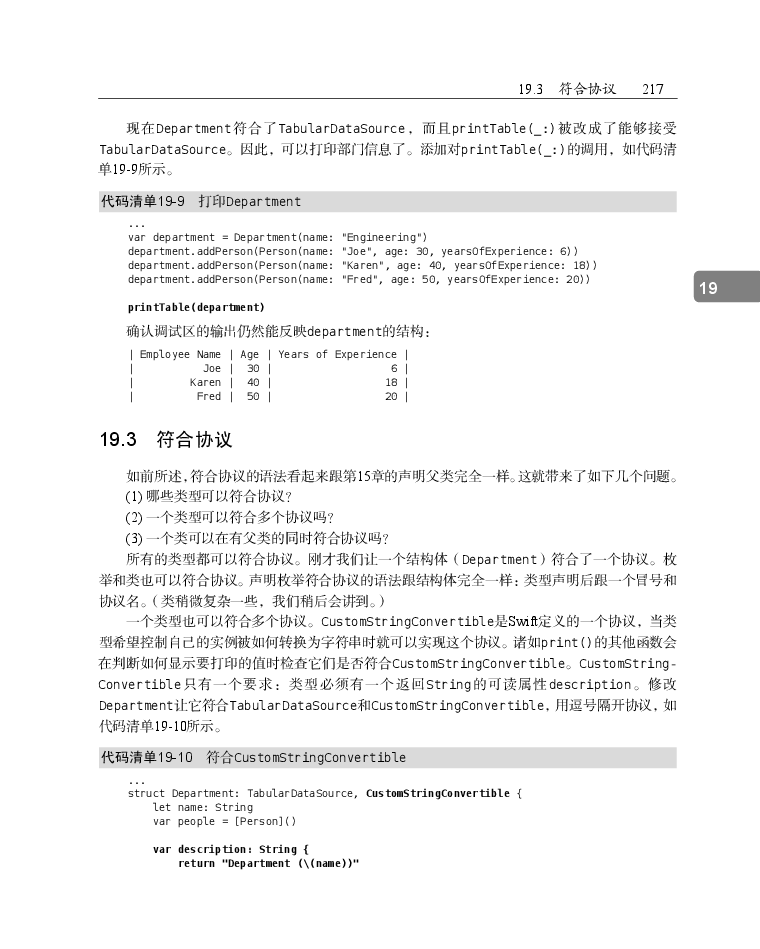 19.3 符合协议 217
现在Department符合了TabularDataSource，而且printTable(_:)被改成了能够接受
TabularDataSource。因此，可以打印部门信息了。添加对printTable(_:)的调用，如代码清
单19-9所示。
代码清单19-9 打印Department
...
var department = Department(name: "Engineering")
department.addPerson(Person(name: "Joe", age: 30, yearsOfExperience: 6))
department.addPerson(Person(name: "Karen", age: 40, yearsOfExperience: 18))
department.addPerson(Person(name: "Fred", age: 50, yearsOfExperience: 20))
19
printTable(department)
确认调试区的输出仍然能反映department的结构：
| Employee Name | Age | Years of Experience |
|           Joe |  30 |                   6 |
|         Karen |  40 |                  18 |
|          Fred |  50 |                  20 |
19.3 符合协议
如前所述，符合协议的语法看起来跟第15章的声明父类完全一样。这就带来了如下几个问题。
(1) 哪些类型可以符合协议？
(2) 一个类型可以符合多个协议吗？
(3) 一个类可以在有父类的同时符合协议吗？
所有的类型都可以符合协议。刚才我们让一个结构体（Department）符合了一个协议。枚
举和类也可以符合协议。声明枚举符合协议的语法跟结构体完全一样：类型声明后跟一个冒号和
协议名。（类稍微复杂一些，我们稍后会讲到。）
一个类型也可以符合多个协议。CustomStringConvertible是Swift定义的一个协议，当类
型希望控制自己的实例被如何转换为字符串时就可以实现这个协议。诸如print()的其他函数会
在判断如何显示要打印的值时检查它们是否符合CustomStringConvertible。CustomString-
Convertible只有一个要求：类型必须有一个返回String的可读属性description。修改
Department让它符合TabularDataSource和CustomStringConvertible，用逗号隔开协议，如
代码清单19-10所示。
代码清单19-10 符合CustomStringConvertible
...
struct Department: TabularDataSource, CustomStringConvertible {
    let name: String
    var people = [Person]()
    var description: String {
        return "Department (\(name))"